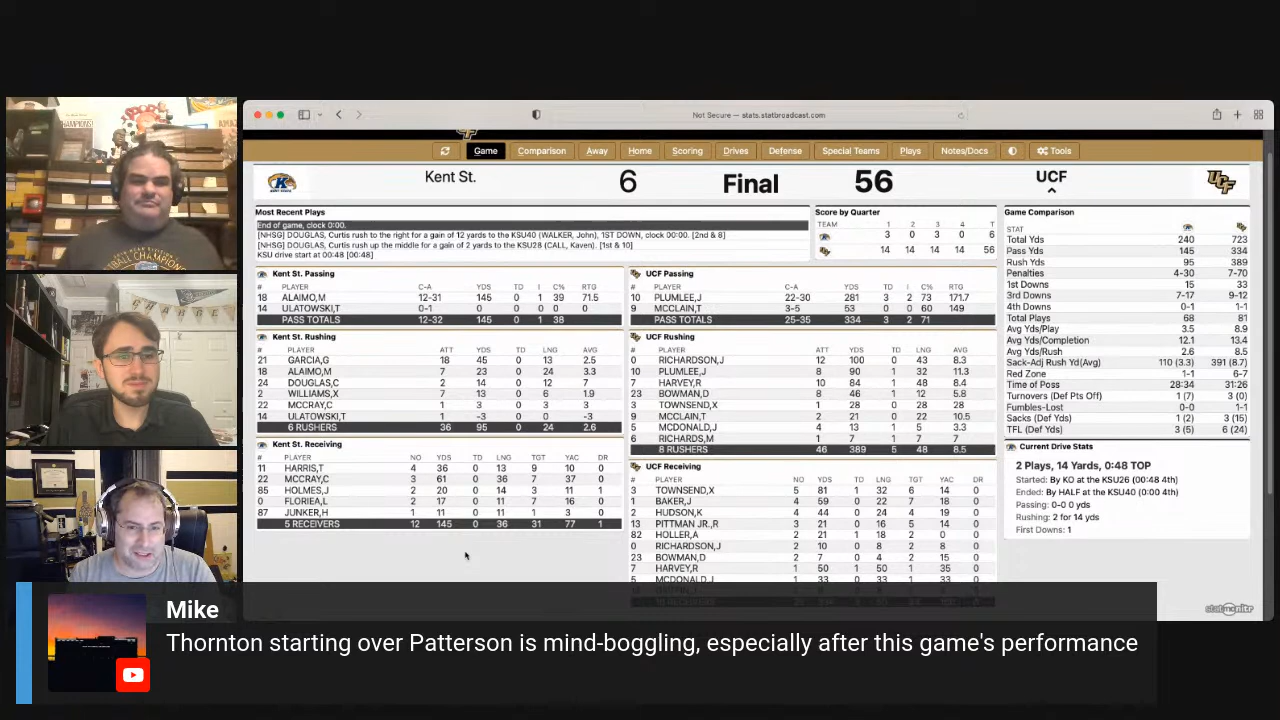 Not Secure — stats.statbroadcast.com
Game Comparison Away Home Scoring Drives Defense Special Teams Plays Notes/Docs Tools
Kent St. 6 Final 56 UCF
Most Recent Plays
End of game, clock 0:00.
[NHSG] DOUGLAS, Curtis rush to the right for a gain of 12 yards to the KSU40 (WALKER, John), 1ST DOWN, clock 00:00. [2nd & 8]
[NHSG] DOUGLAS, Curtis rush up the middle for a gain of 2 yards to the KSU28 (CALL, Kaven). [1st & 10]
KSU drive start at 00:48 [00:48]
Score by Quarter
TEAM 1 2 3 4 T
3 0 3 0 6
14 14 14 14 56
Kent St. Passing
# PLAYER C-A YDS TD I C% RTG
18 ALAIMO,M 12-31 145 0 1 39 71.5
14 ULATOWSKI,T 0-1 0 0 0 0 0
PASS TOTALS 12-32 145 0 1 38
Kent St. Rushing
# PLAYER ATT YDS TD LNG AVG
21 GARCIA,G 18 45 0 13 2.5
18 ALAIMO,M 7 23 0 24 3.3
24 DOUGLAS,C 2 14 0 12 7
2 WILLIAMS,X 7 13 0 6 1.9
22 MCCRAY,C 1 3 0 3 3
14 ULATOWSKI,T 1 -3 0 0 -3
6 RUSHERS 36 95 0 24 2.6
Kent St. Receiving
# PLAYER NO YDS TD LNG TGT YAC DR
11 HARRIS,T 4 36 0 13 9 10 0
22 MCCRAY,C 3 61 0 36 7 37 0
85 HOLMES,J 2 20 0 14 3 11 1
0 FLORIEA,L 2 17 0 11 7 16 0
87 JUNKER,H 1 11 0 11 1 3 0
5 RECEIVERS 12 145 0 36 31 77 1
UCF Passing
# PLAYER C-A YDS TD I C% RTG
10 PLUMLEE,J 22-30 281 3 2 73 171.7
9 MCCLAIN,T 3-5 53 0 0 60 149
PASS TOTALS 25-35 334 3 2 71
UCF Rushing
# PLAYER ATT YDS TD LNG AVG
0 RICHARDSON,J 12 100 0 43 8.3
10 PLUMLEE,J 8 90 1 32 11.3
7 HARVEY,R 10 84 1 48 8.4
23 BOWMAN,D 8 46 1 12 5.8
3 TOWNSEND,X 1 28 0 28 28
9 MCCLAIN,T 2 21 0 22 10.5
5 MCDONALD,J 4 13 1 5 3.3
6 RICHARDS,M 1 7 1 7 7
8 RUSHERS 46 389 5 48 8.5
UCF Receiving
# PLAYER NO YDS TD LNG TGT YAC DR
3 TOWNSEND,X 5 81 1 32 6 14 0
1 BAKER,J 4 59 0 22 7 18 0
2 HUDSON,K 4 44 0 24 4 19 0
13 PITTMAN JR.,R 3 21 0 16 5 14 0
82 HOLLER,A 2 21 1 18 2 0 0
0 RICHARDSON,J 2 10 0 8 2 8 0
23 BOWMAN,D 2 7 0 4 2 15 0
7 HARVEY,R 1 50 1 50 1 35 0
5 MCDONALD,J 1 33 0 33 1 33 0
Game Comparison
STAT
Total Yds 240 723
Pass Yds 145 334
Rush Yds 95 389
Penalties 4-30 7-70
1st Downs 15 33
3rd Downs 7-17 9-12
4th Downs 0-1 1-1
Total Plays 68 81
Avg Yds/Play 3.5 8.9
Avg Yds/Completion 12.1 13.4
Avg Yds/Rush 2.6 8.5
Sack-Adj Rush Yd(Avg) 110 (3.3) 391 (8.7)
Red Zone 1-1 6-7
Time of Poss 28:34 31:26
Turnovers (Def Pts Off) 1 (7) 3 (0)
Fumbles-Lost 0-0 1-1
Sacks (Def Yds) 1 (2) 3 (15)
TFL (Def Yds) 3 (5) 6 (24)
Current Drive Stats
2 Plays, 14 Yards, 0:48 TOP
Started: By KO at the KSU26 (00:48 4th)
Ended: By HALF at the KSU40 (0:00 4th)
Passing: 0-0 0 yds
Rushing: 2 for 14 yds
First Downs: 1
statmonitr
Mike
Thornton starting over Patterson is mind-boggling, especially after this game's performance